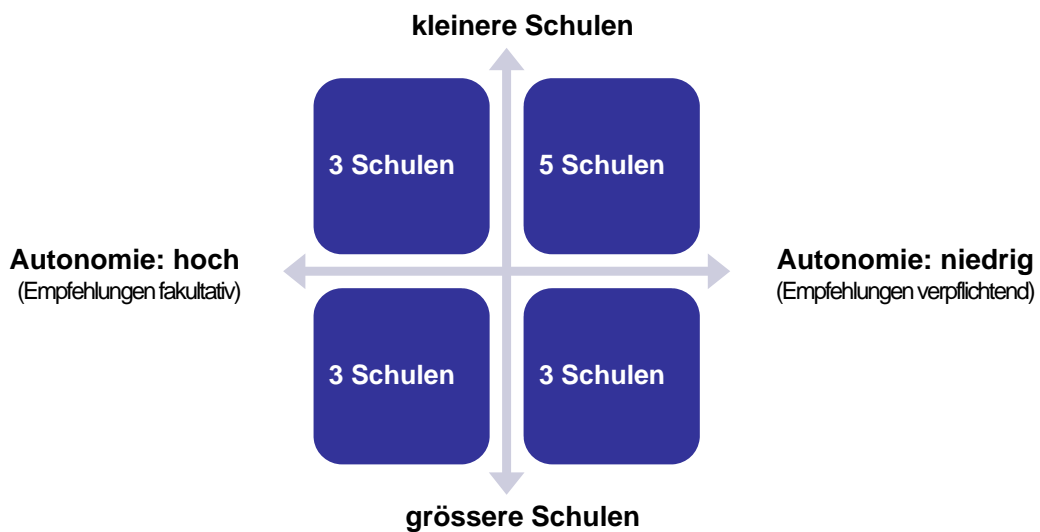 kleinere Schulen
3 Schulen
5 Schulen
Autonomie: hoch
(Empfehlungen fakultativ)
Autonomie: niedrig
(Empfehlungen verpflichtend)
3 Schulen
3 Schulen
grössere Schulen